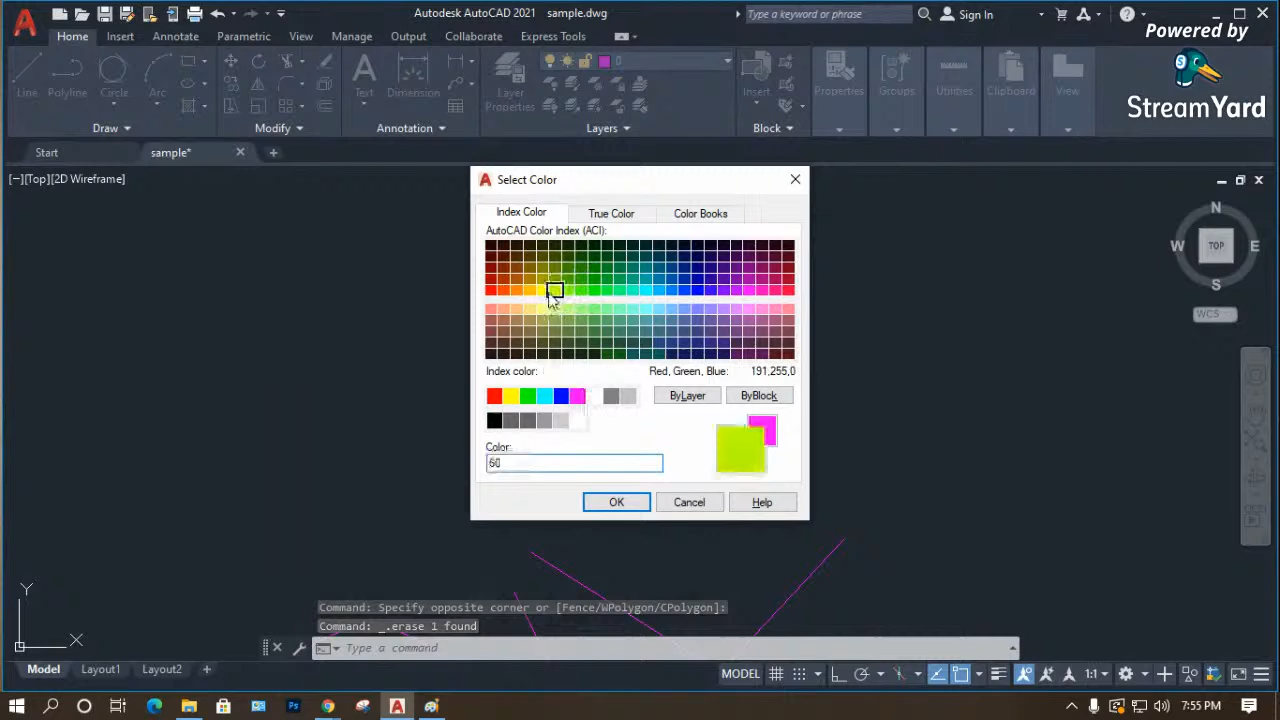 Autodesk AutoCAD 2021 sample.dwg
Type a keyword or phrase
Sign In
Powered by
StreamYard
Home Insert Annotate Parametric View Manage Output Collaborate Express Tools
Line Polyline Circle Arc
Text Dimension
Layer Properties
0
Insert
Properties Groups Utilities Clipboard View
Draw Modify Annotation Layers Block
Start sample*
[−][Top][2D Wireframe]
Select Color
Index Color True Color Color Books
AutoCAD Color Index (ACI):
Index color: Red, Green, Blue: 191,255,0
ByLayer ByBlock
Color:
60
OK Cancel Help
N
W TOP E
S
WCS
Y
X
Command: Specify opposite corner or [Fence/WPolygon/CPolygon]:
Command: _.erase 1 found
Type a command
Model Layout1 Layout2 +
MODEL 1:1
7:55 PM